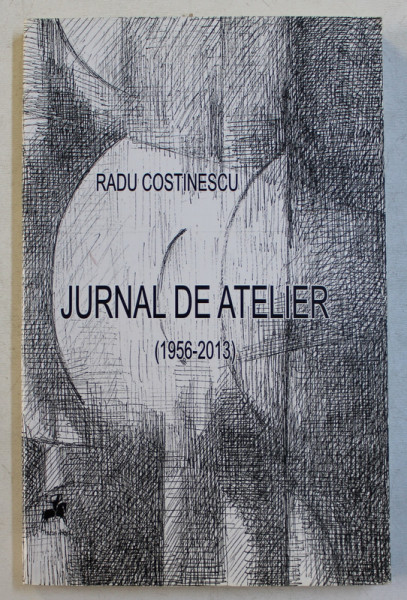 RADU COSTINESCU
JURNAL DE ATELIER
(1956-2013)